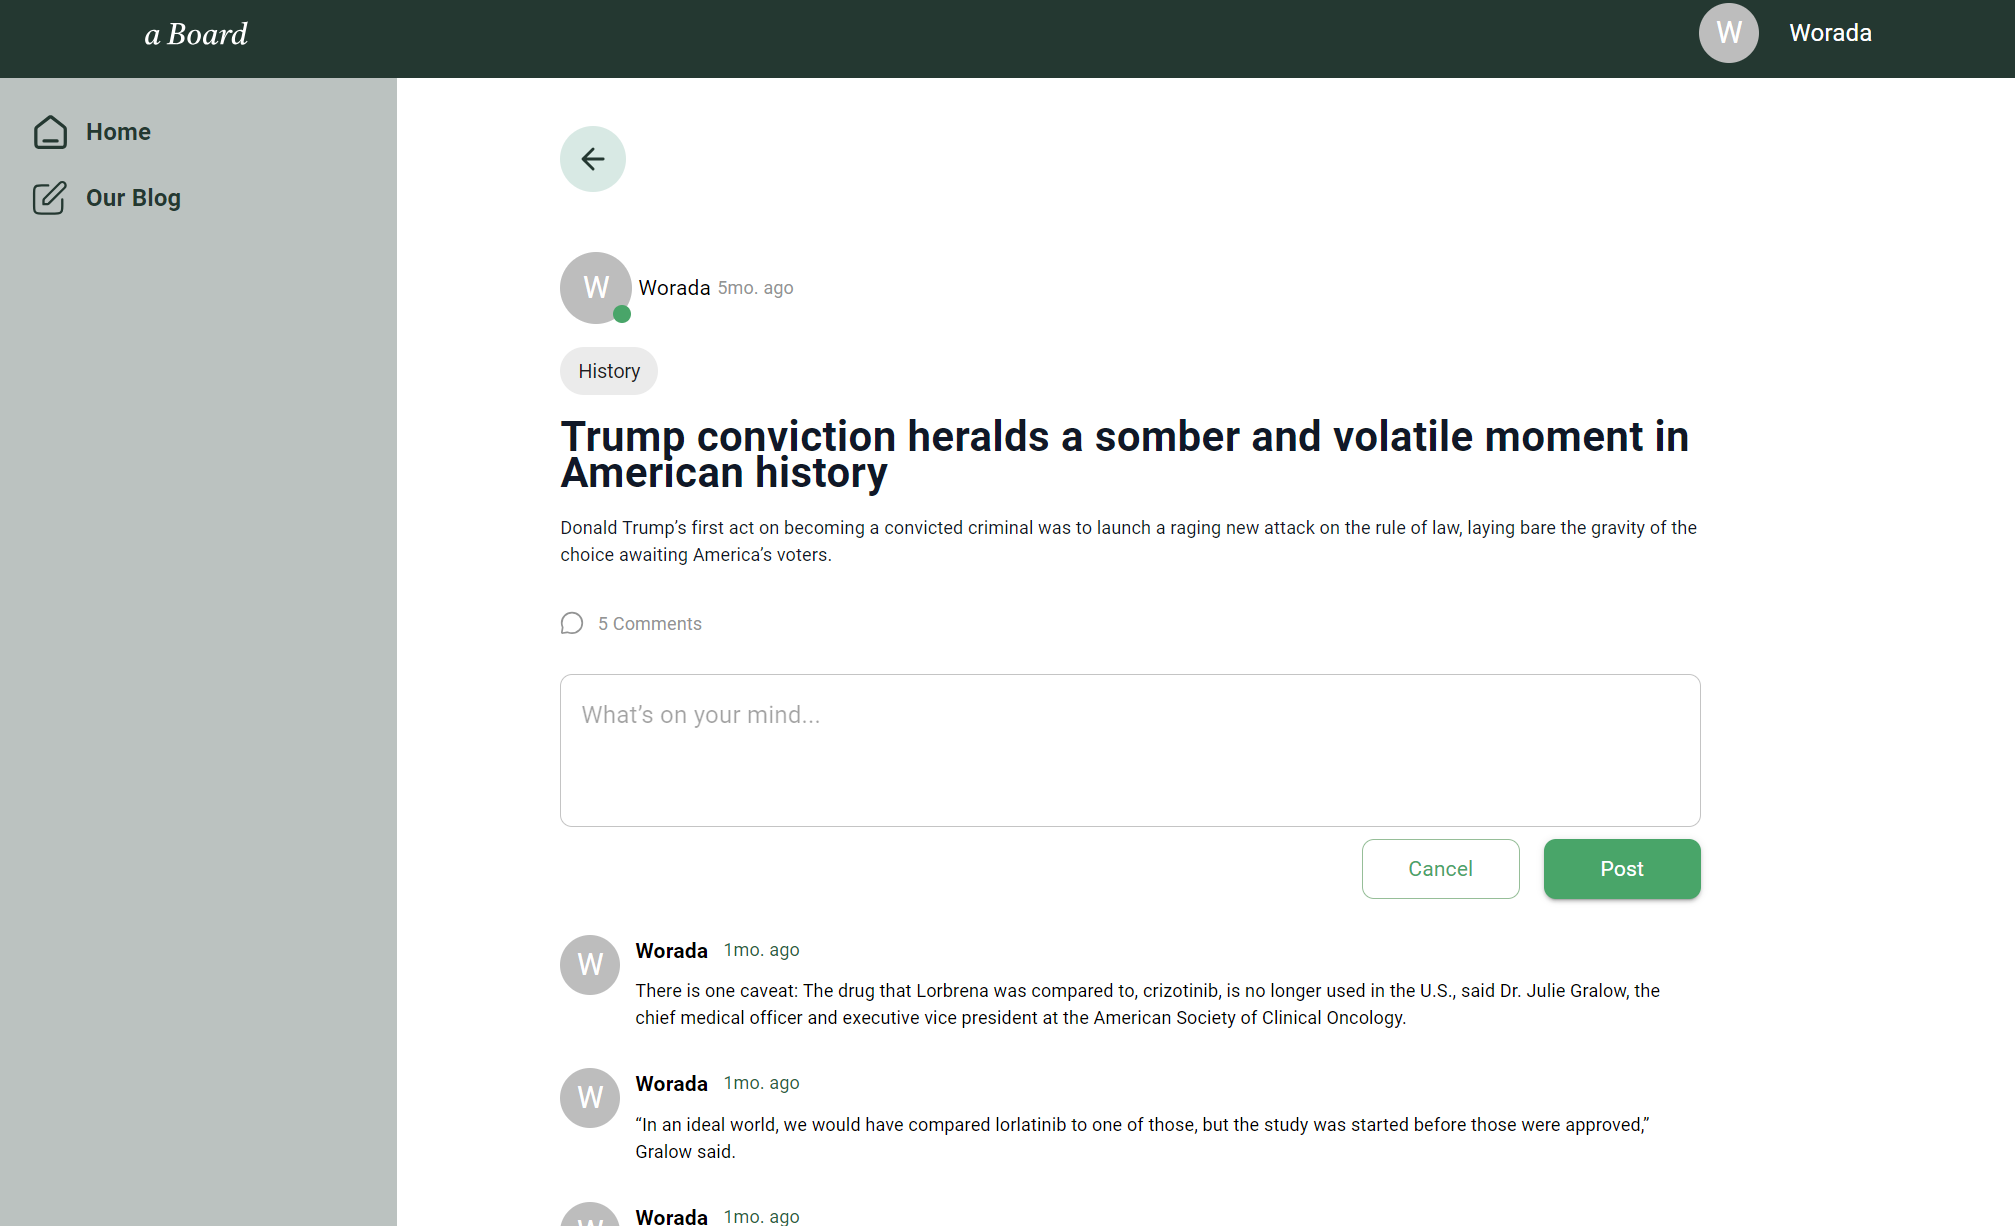 a Board
W Worada
Home
Our Blog
W Worada 5mo. ago
History
Trump conviction heralds a somber and volatile moment in
American history
Donald Trump’s first act on becoming a convicted criminal was to launch a raging new attack on the rule of law, laying bare the gravity of the
choice awaiting America’s voters.
5 Comments
What’s on your mind...
Cancel Post
W Worada 1mo. ago
There is one caveat: The drug that Lorbrena was compared to, crizotinib, is no longer used in the U.S., said Dr. Julie Gralow, the
chief medical officer and executive vice president at the American Society of Clinical Oncology.
W Worada 1mo. ago
“In an ideal world, we would have compared lorlatinib to one of those, but the study was started before those were approved,”
Gralow said.
W Worada 1mo. ago